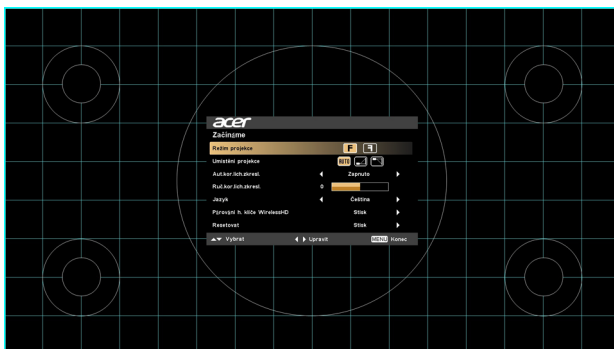 acer
Začínáme
Režim projekce F F
Umístění projekce AUTO
Aut.kor.lich.zkresl. Zapnuto
Ruč.kor.lich.zkresl. 0
Jazyk Čeština
Párování h. klíče WirelessHD Stisk
Resetovat Stisk
Vybrat Upravit MENU Konec